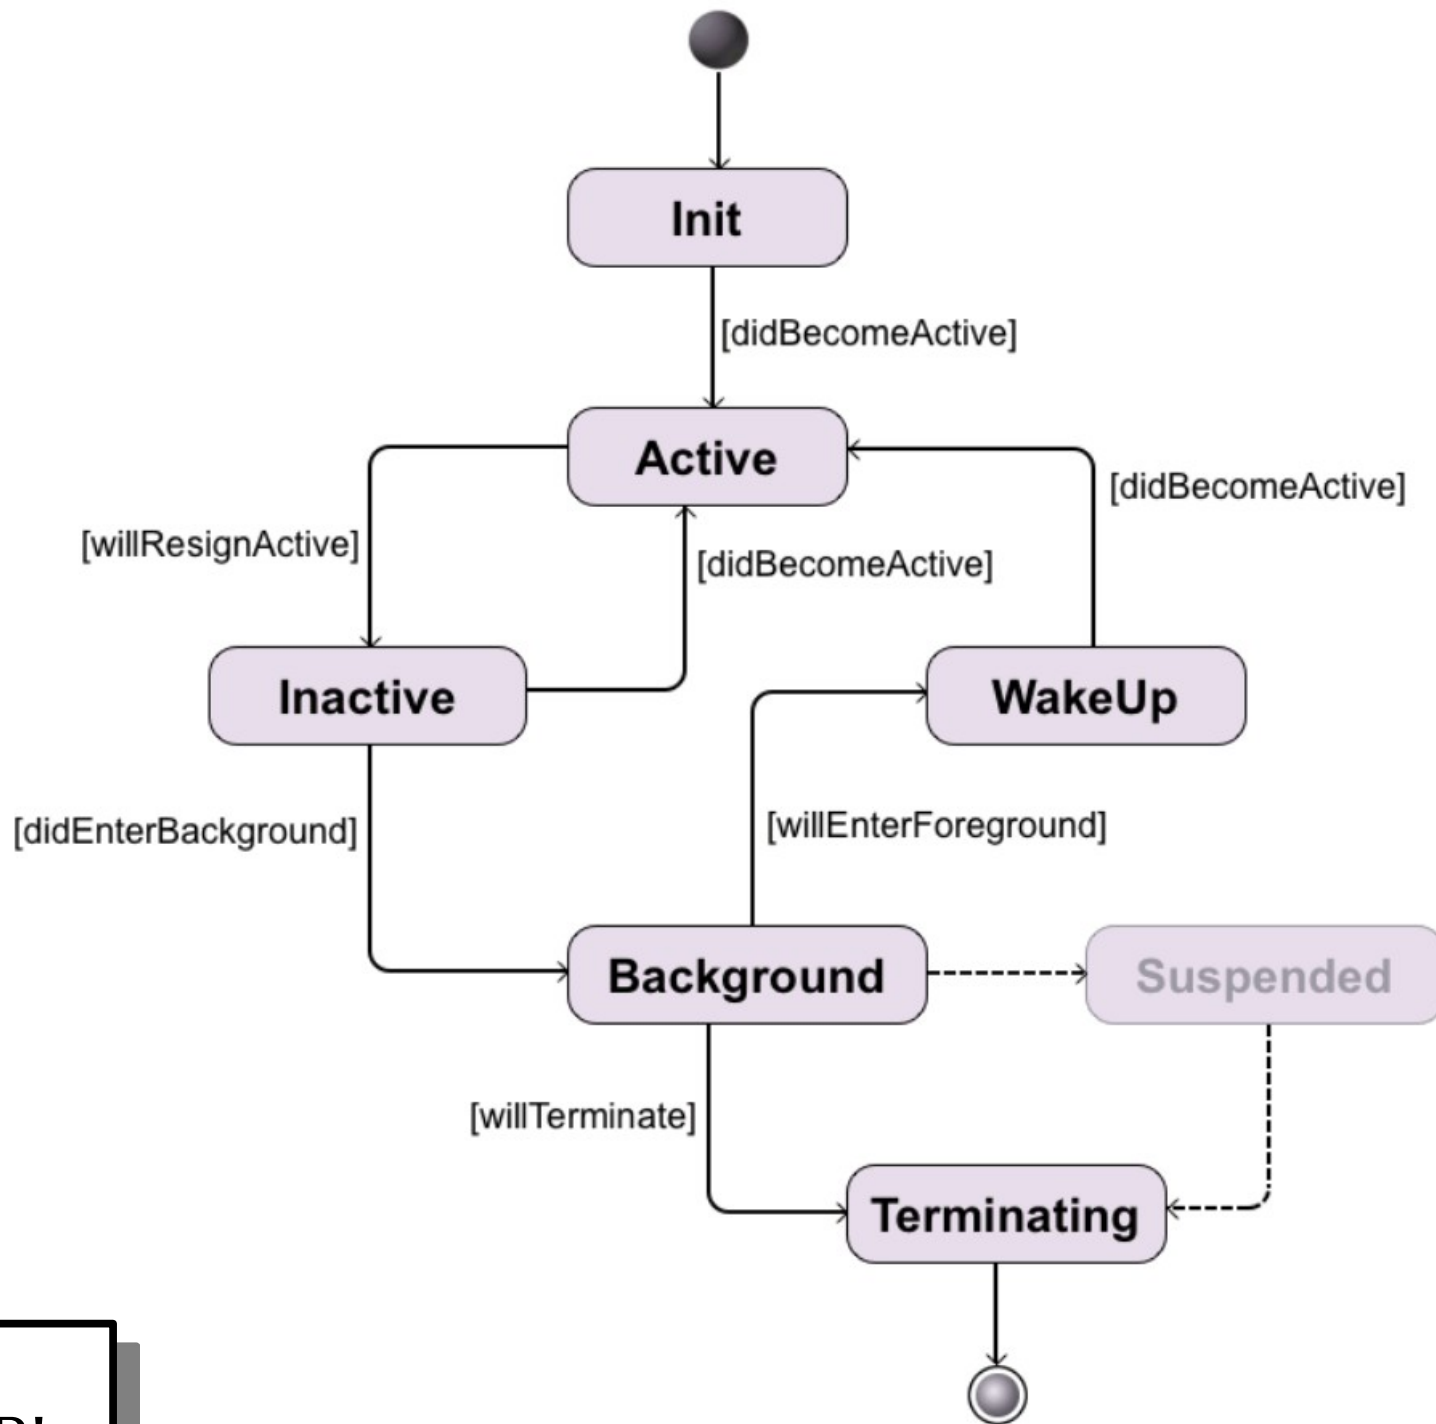 Init
[didBecomeActive]
Active
[didBecomeActive]
[willResignActive]
[didBecomeActive]
Inactive
WakeUp
[didEnterBackground]
[willEnterForeground]
Background
Suspended
[willTerminate]
Terminating